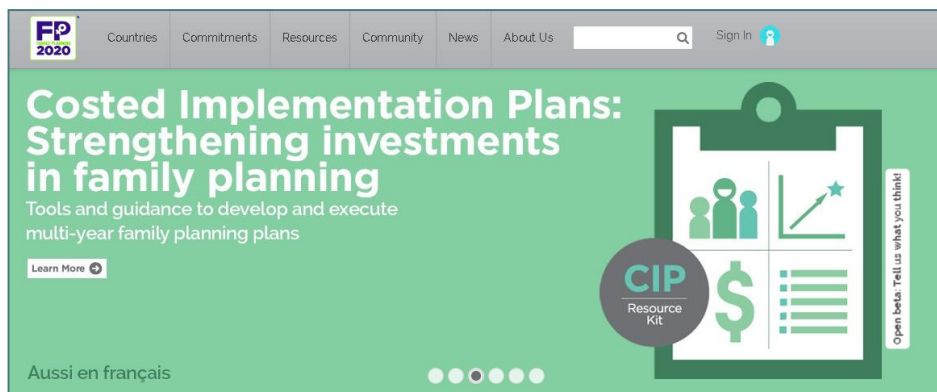 FP
FAMILY PLANNING
2020
Countries
Commitments
Resources
Community
News
About Us
Sign In
Costed Implementation Plans:
Strengthening investments
in family planning
Tools and guidance to develop and execute
multi-year family planning plans
Learn More
CIP
Resource
Kit
$
Open beta: Tell us what you think!
Aussi en français